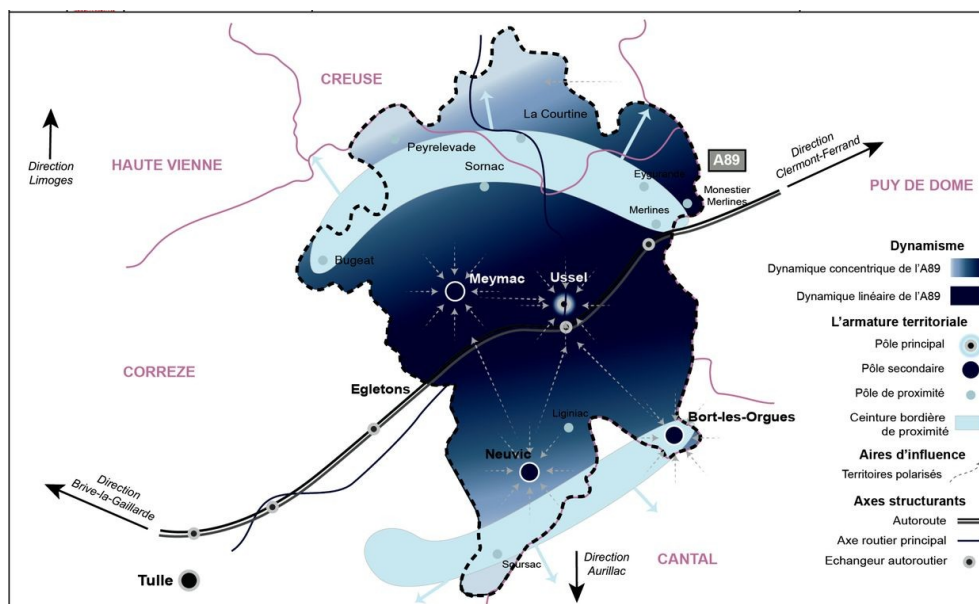 CREUSE
La Courtine
Direction
Limoges
HAUTE VIENNE
Peyrelevade
Sornac
A89
Direction
Clermont-Ferrand
Eygurande
Monestier
Merlines
Merlines
PUY DE DOME
Bugeat
Meymac
Ussel
Dynamisme
Dynamique concentrique de l'A89
Dynamique linéaire de l'A89
L'armature territoriale
Pôle principal
Pôle secondaire
Pôle de proximité
Ceinture bordière
de proximité
Aires d'influence
Territoires polarisés
Axes structurants
Autoroute
Axe routier principal
Echangeur autoroutier
CORREZE
Egletons
Liginiac
Bort-les-Orgues
Neuvic
Direction
Brive-la-Gaillarde
Soursac
Direction
Aurillac
CANTAL
Tulle